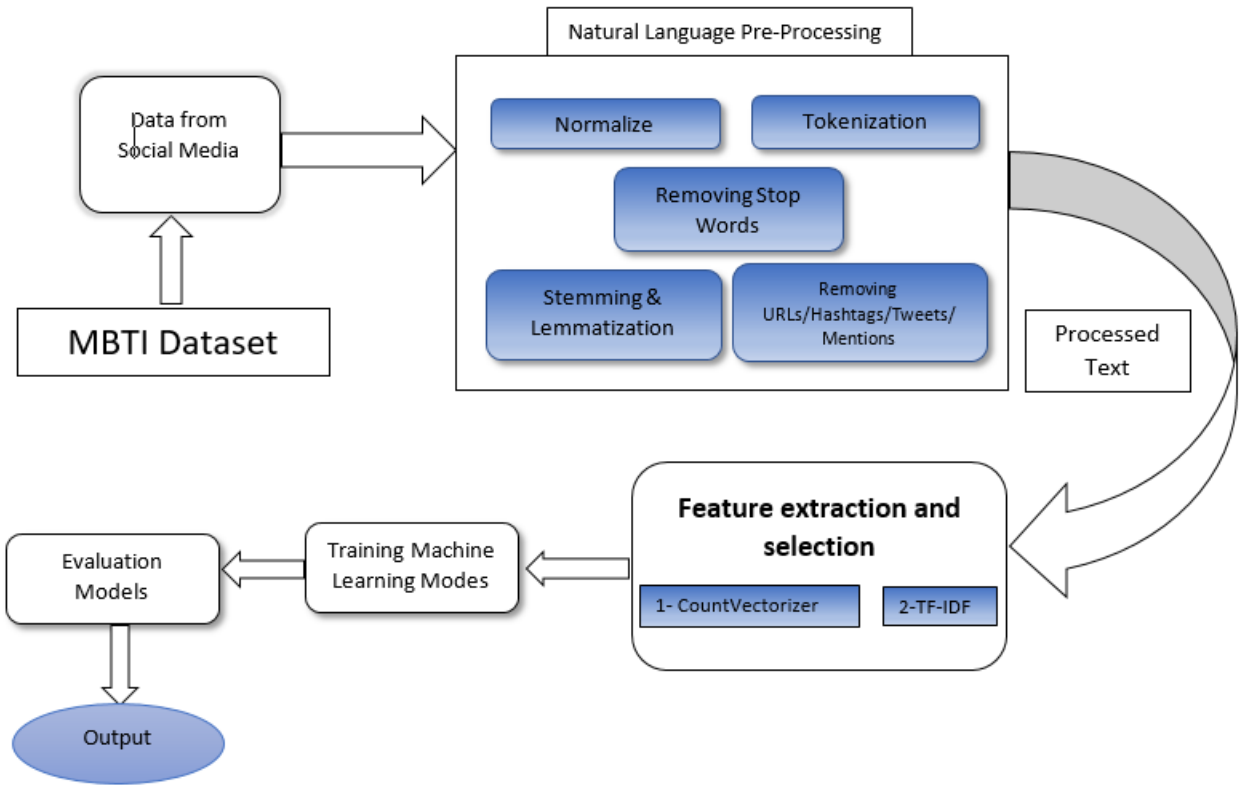 Natural Language Pre-Processing
Data from
Social Media
Normalize
Tokenization
Removing Stop
Words
Stemming &
Lemmatization
Removing
URLs/Hashtags/Tweets/
Mentions
MBTI Dataset
Processed
Text
Feature extraction and
selection
1- CountVectorizer
2-TF-IDF
Training Machine
Learning Modes
Evaluation
Models
Output